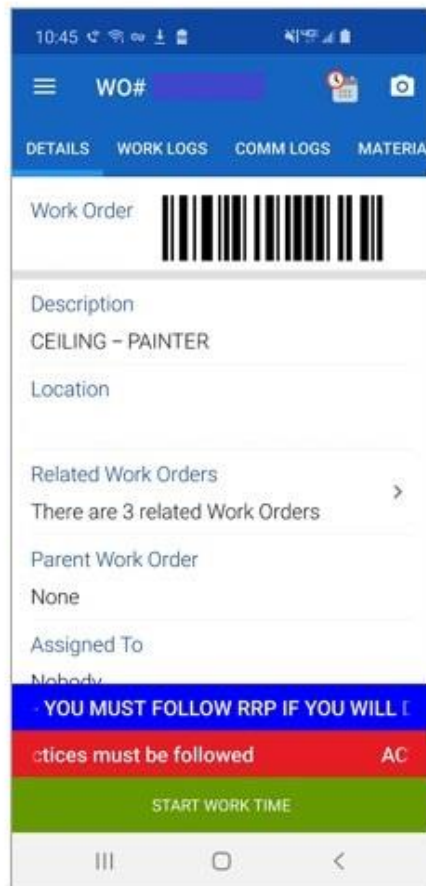 10:45
WO#
DETAILS WORK LOGS COMM LOGS MATERIA
Work Order
Description
CEILING – PAINTER
Location
Related Work Orders
There are 3 related Work Orders
Parent Work Order
None
Assigned To
Nobody
- YOU MUST FOLLOW RRP IF YOU WILL
ctices must be followed AC
START WORK TIME